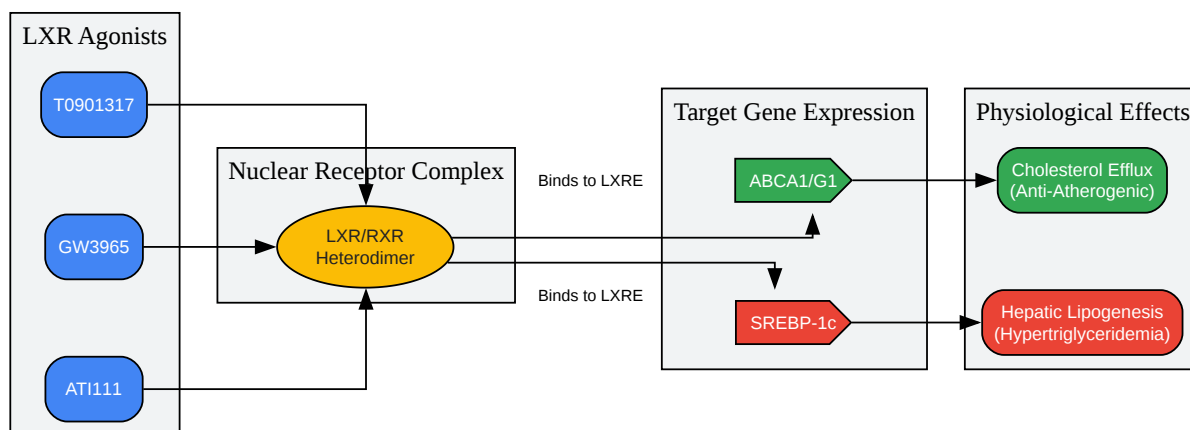 LXR Agonists
T0901317
GW3965
ATI111
Nuclear Receptor Complex
LXR/RXR
Heterodimer
Binds to LXRE
Binds to LXRE
Target Gene Expression
ABCA1/G1
SREBP-1c
Physiological Effects
Cholesterol Efflux
(Anti-Atherogenic)
Hepatic Lipogenesis
(Hypertriglyceridemia)